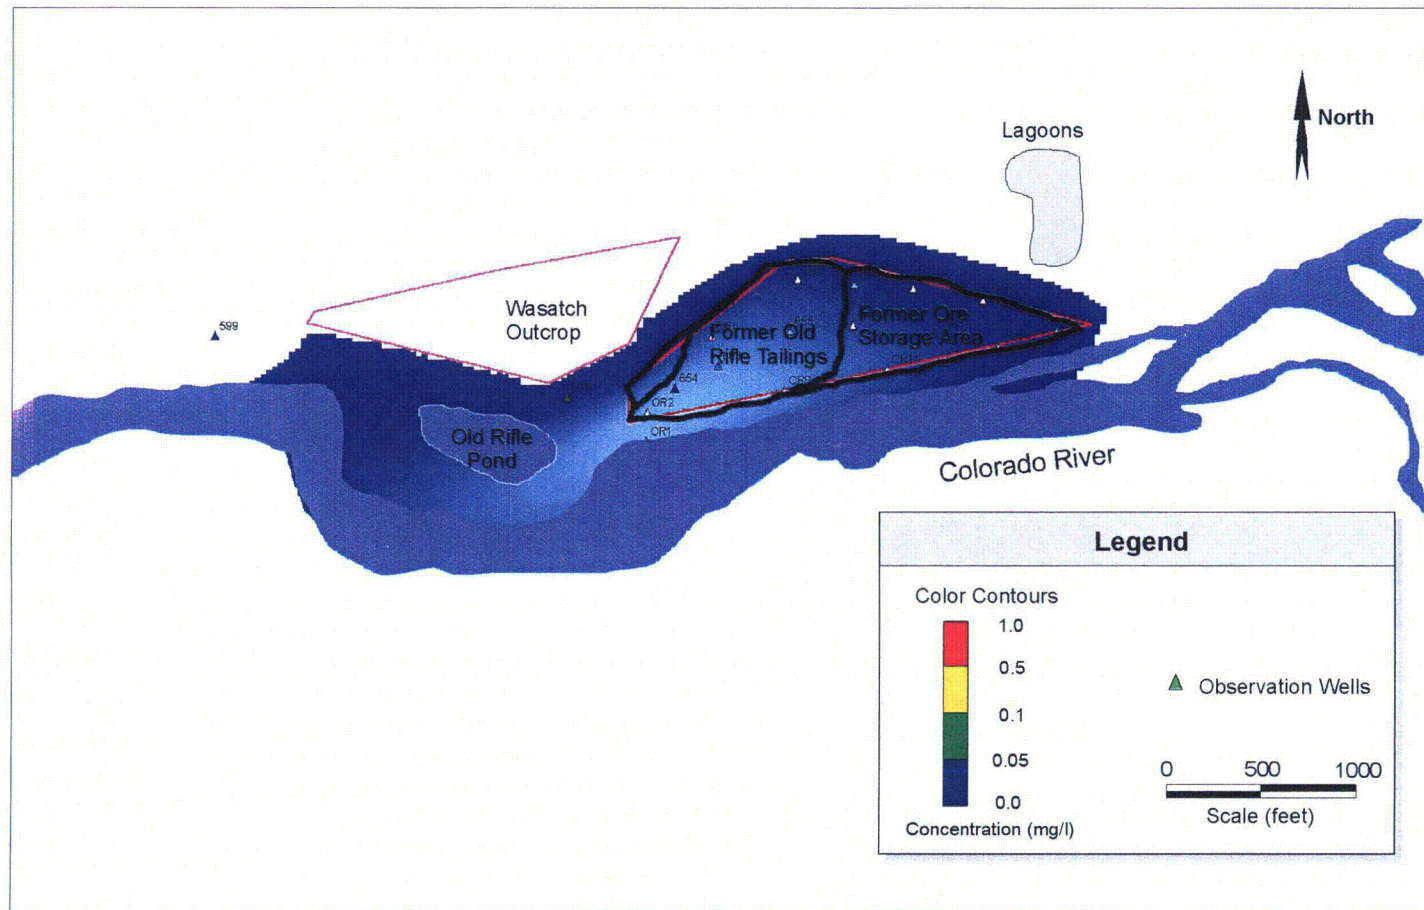 Lagoons
North
Wasatch
Outcrop
599
Former Old
Rifle Tailings
Former Ore
Storage Area
654
OR2
OR1
Old Rifle
Pond
Colorado River
Legend
Color Contours
1.0
0.5
0.1
0.05
0.0
Concentration (mg/l)
Observation Wells
0 500 1000
Scale (feet)